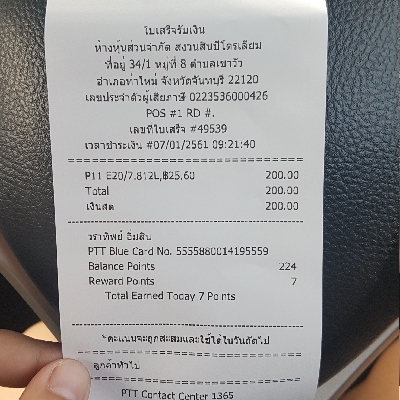 ใบเสร็จรับเงิน
ห้างหุ้นส่วนจำกัด สงวนสินปิโตรเลียม
ที่อยู่ 34/1 หมู่ที่ 8 ตำบลเขาวัว
อำเภอท่าใหม่ จังหวัดจันทบุรี 22120
เลขประจำตัวผู้เสียภาษี 0223536000426
POS #1 RD #.
เลขที่ใบเสร็จ #49539
เวลาชำระเงิน #07/01/2561 09:21:40
P11 E20/7.812L,฿25.60 200.00
Total 200.00
เงินสด 200.00
วราทิพย์ อิ่มสิน
PTT Blue Card No. 5555880014195559
Balance Points 224
Reward Points 7
Total Earned Today 7 Points
*คะแนนจะถูกสะสมและใช้ได้ในวันถัดไป
ลูกค้าทั่วไป
PTT Contact Center 1365